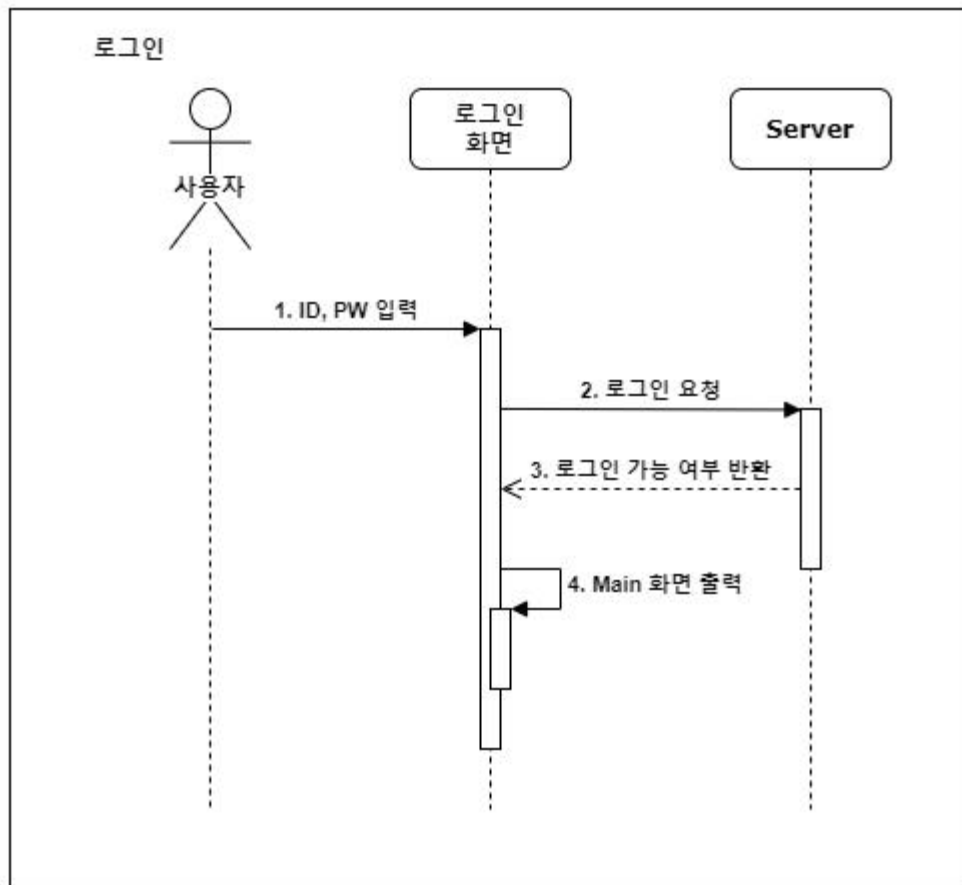 로그인
로그인
화면
Server
사용자
1. ID, PW 입력
2. 로그인 요청
3. 로그인 가능 여부 반환
4. Main 화면 출력